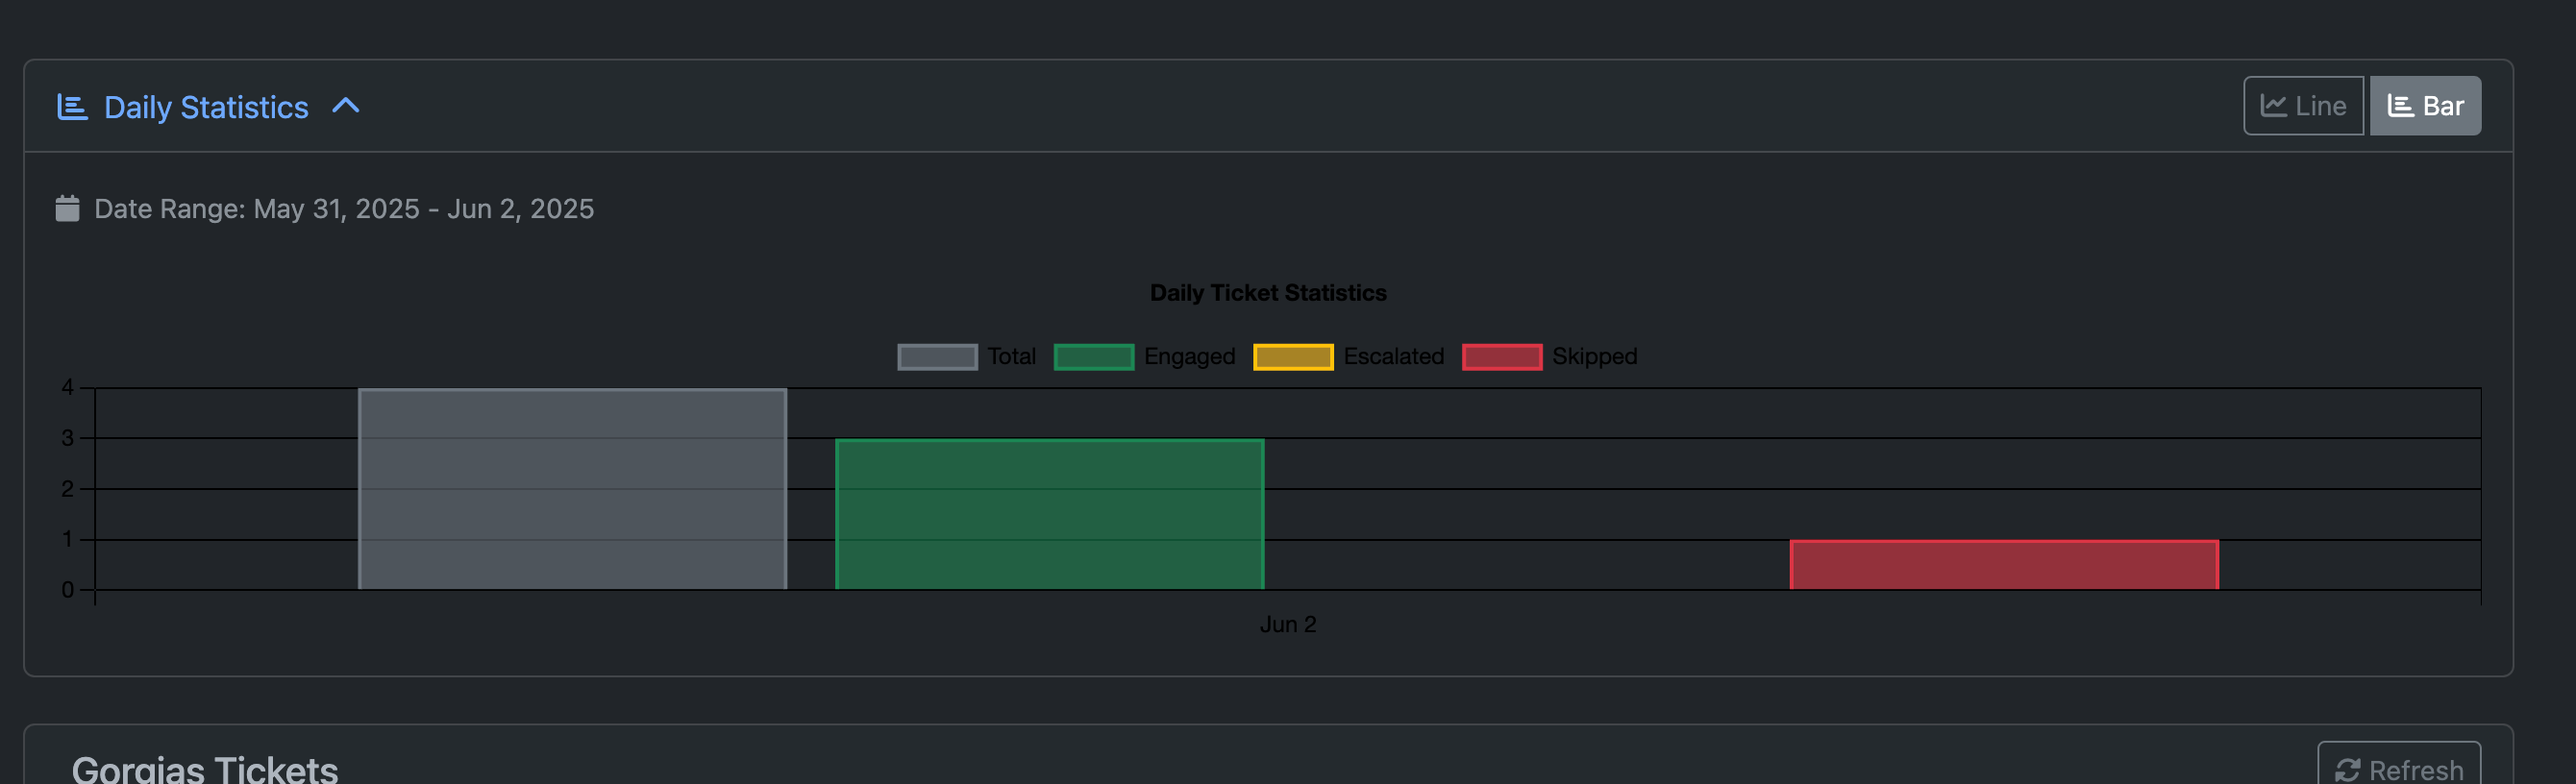 Daily Statistics
Line
Bar
Date Range: May 31, 2025 - Jun 2, 2025
Daily Ticket Statistics
Total Engaged Escalated Skipped
4
3
2
1
0
Jun 2
Gorgias Tickets
Refresh